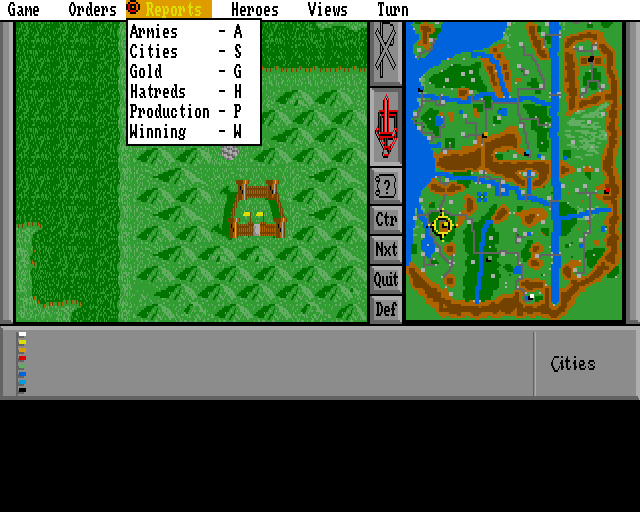 Game Orders Reports Heroes Views Turn
Armies - A
Cities - S
Gold - G
Hatreds - H
Production - P
Winning - W
?
Ctr
Nxt
Quit
Def
Cities